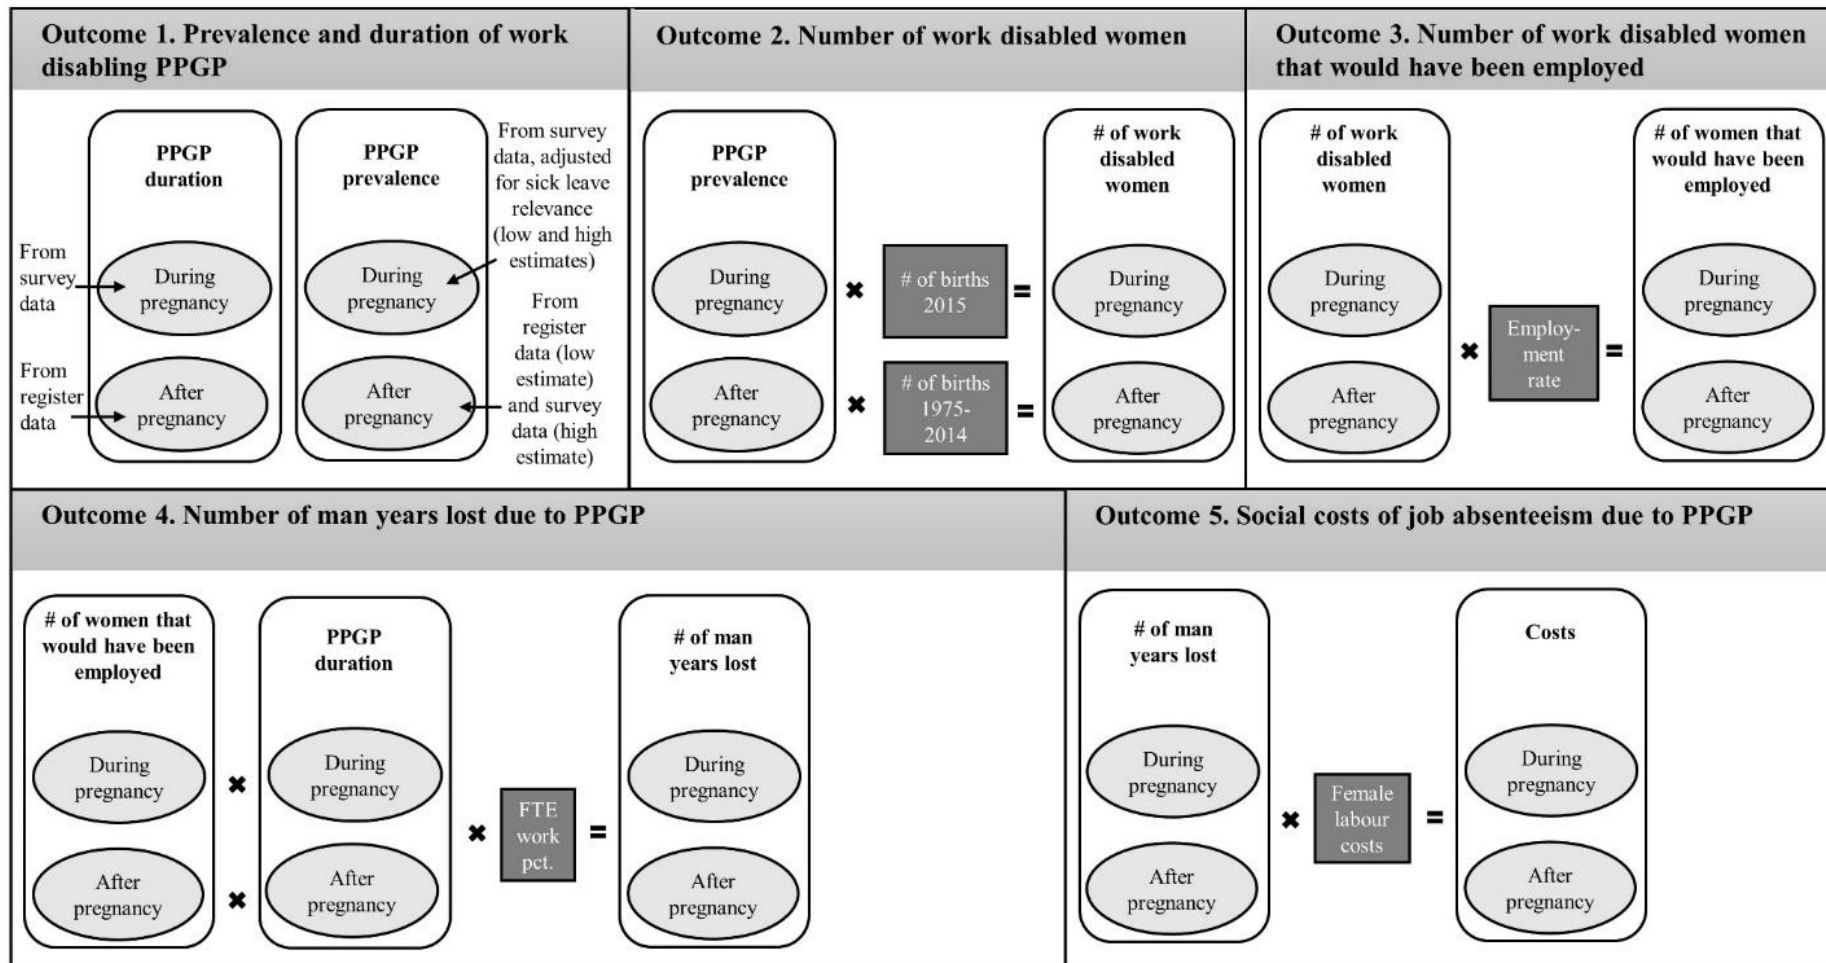 Outcome 1. Prevalence and duration of work
disabling PPGP
PPGP
duration
PPGP
prevalence
From survey
data, adjusted
for sick leave
relevance
(low and high
estimates)
From
survey
data
During
pregnancy
During
pregnancy
From
register
data (low
estimate)
and survey
data (high
estimate)
From
register
data
After
pregnancy
After
pregnancy
Outcome 2. Number of work disabled women
PPGP
prevalence
# of work
disabled
women
During
pregnancy
✖
# of births
2015
=
During
pregnancy
After
pregnancy
✖
# of births
1975-
2014
=
After
pregnancy
Outcome 3. Number of work disabled women
that would have been employed
# of work
disabled
women
# of women that
would have been
employed
During
pregnancy
After
pregnancy
✖
Employ-
ment
rate
=
During
pregnancy
After
pregnancy
Outcome 4. Number of man years lost due to PPGP
# of women that
would have been
employed
PPGP
duration
# of man
years lost
During
pregnancy
✖
During
pregnancy
After
pregnancy
✖
After
pregnancy
✖
FTE
work
pct.
=
During
pregnancy
After
pregnancy
Outcome 5. Social costs of job absenteeism due to PPGP
# of man
years lost
Costs
During
pregnancy
After
pregnancy
✖
Female
labour
costs
=
During
pregnancy
After
pregnancy